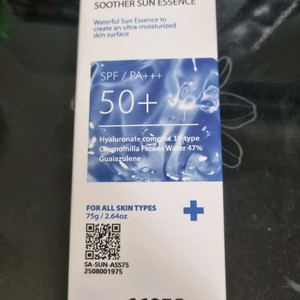 SOOTHER SUN ESSENCE
Waterful Sun Essence to
create an ultra-moisturized
skin surface
SPF / PA+++
50+
Hyaluronate complex 11 type
Chamomilla Flower Water 47%
Guaiazulene
FOR ALL SKIN TYPES
75g / 2.64oz
SA-SUN-ASS75
2508001975